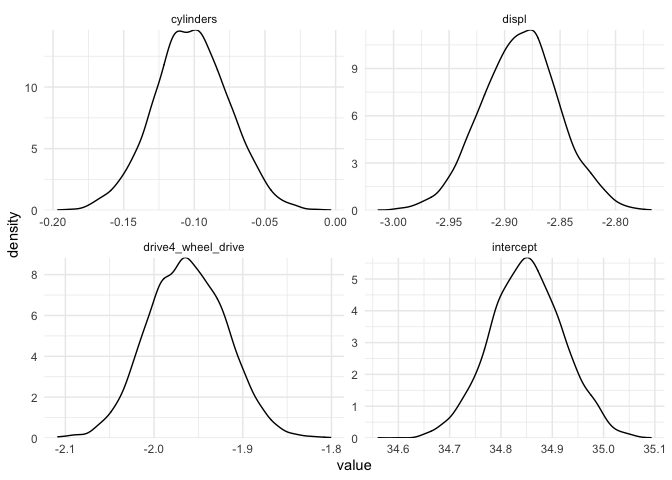 cylinders
displ
10
5
0
-0.20 -0.15 -0.10 -0.05 0.00
9
6
3
0
-3.00 -2.95 -2.90 -2.85 -2.80
density
drive4_wheel_drive
intercept
8
6
4
2
0
-2.1 -2.0 -1.9 -1.8
5
4
3
2
1
0
34.6 34.7 34.8 34.9 35.0 35.1
value